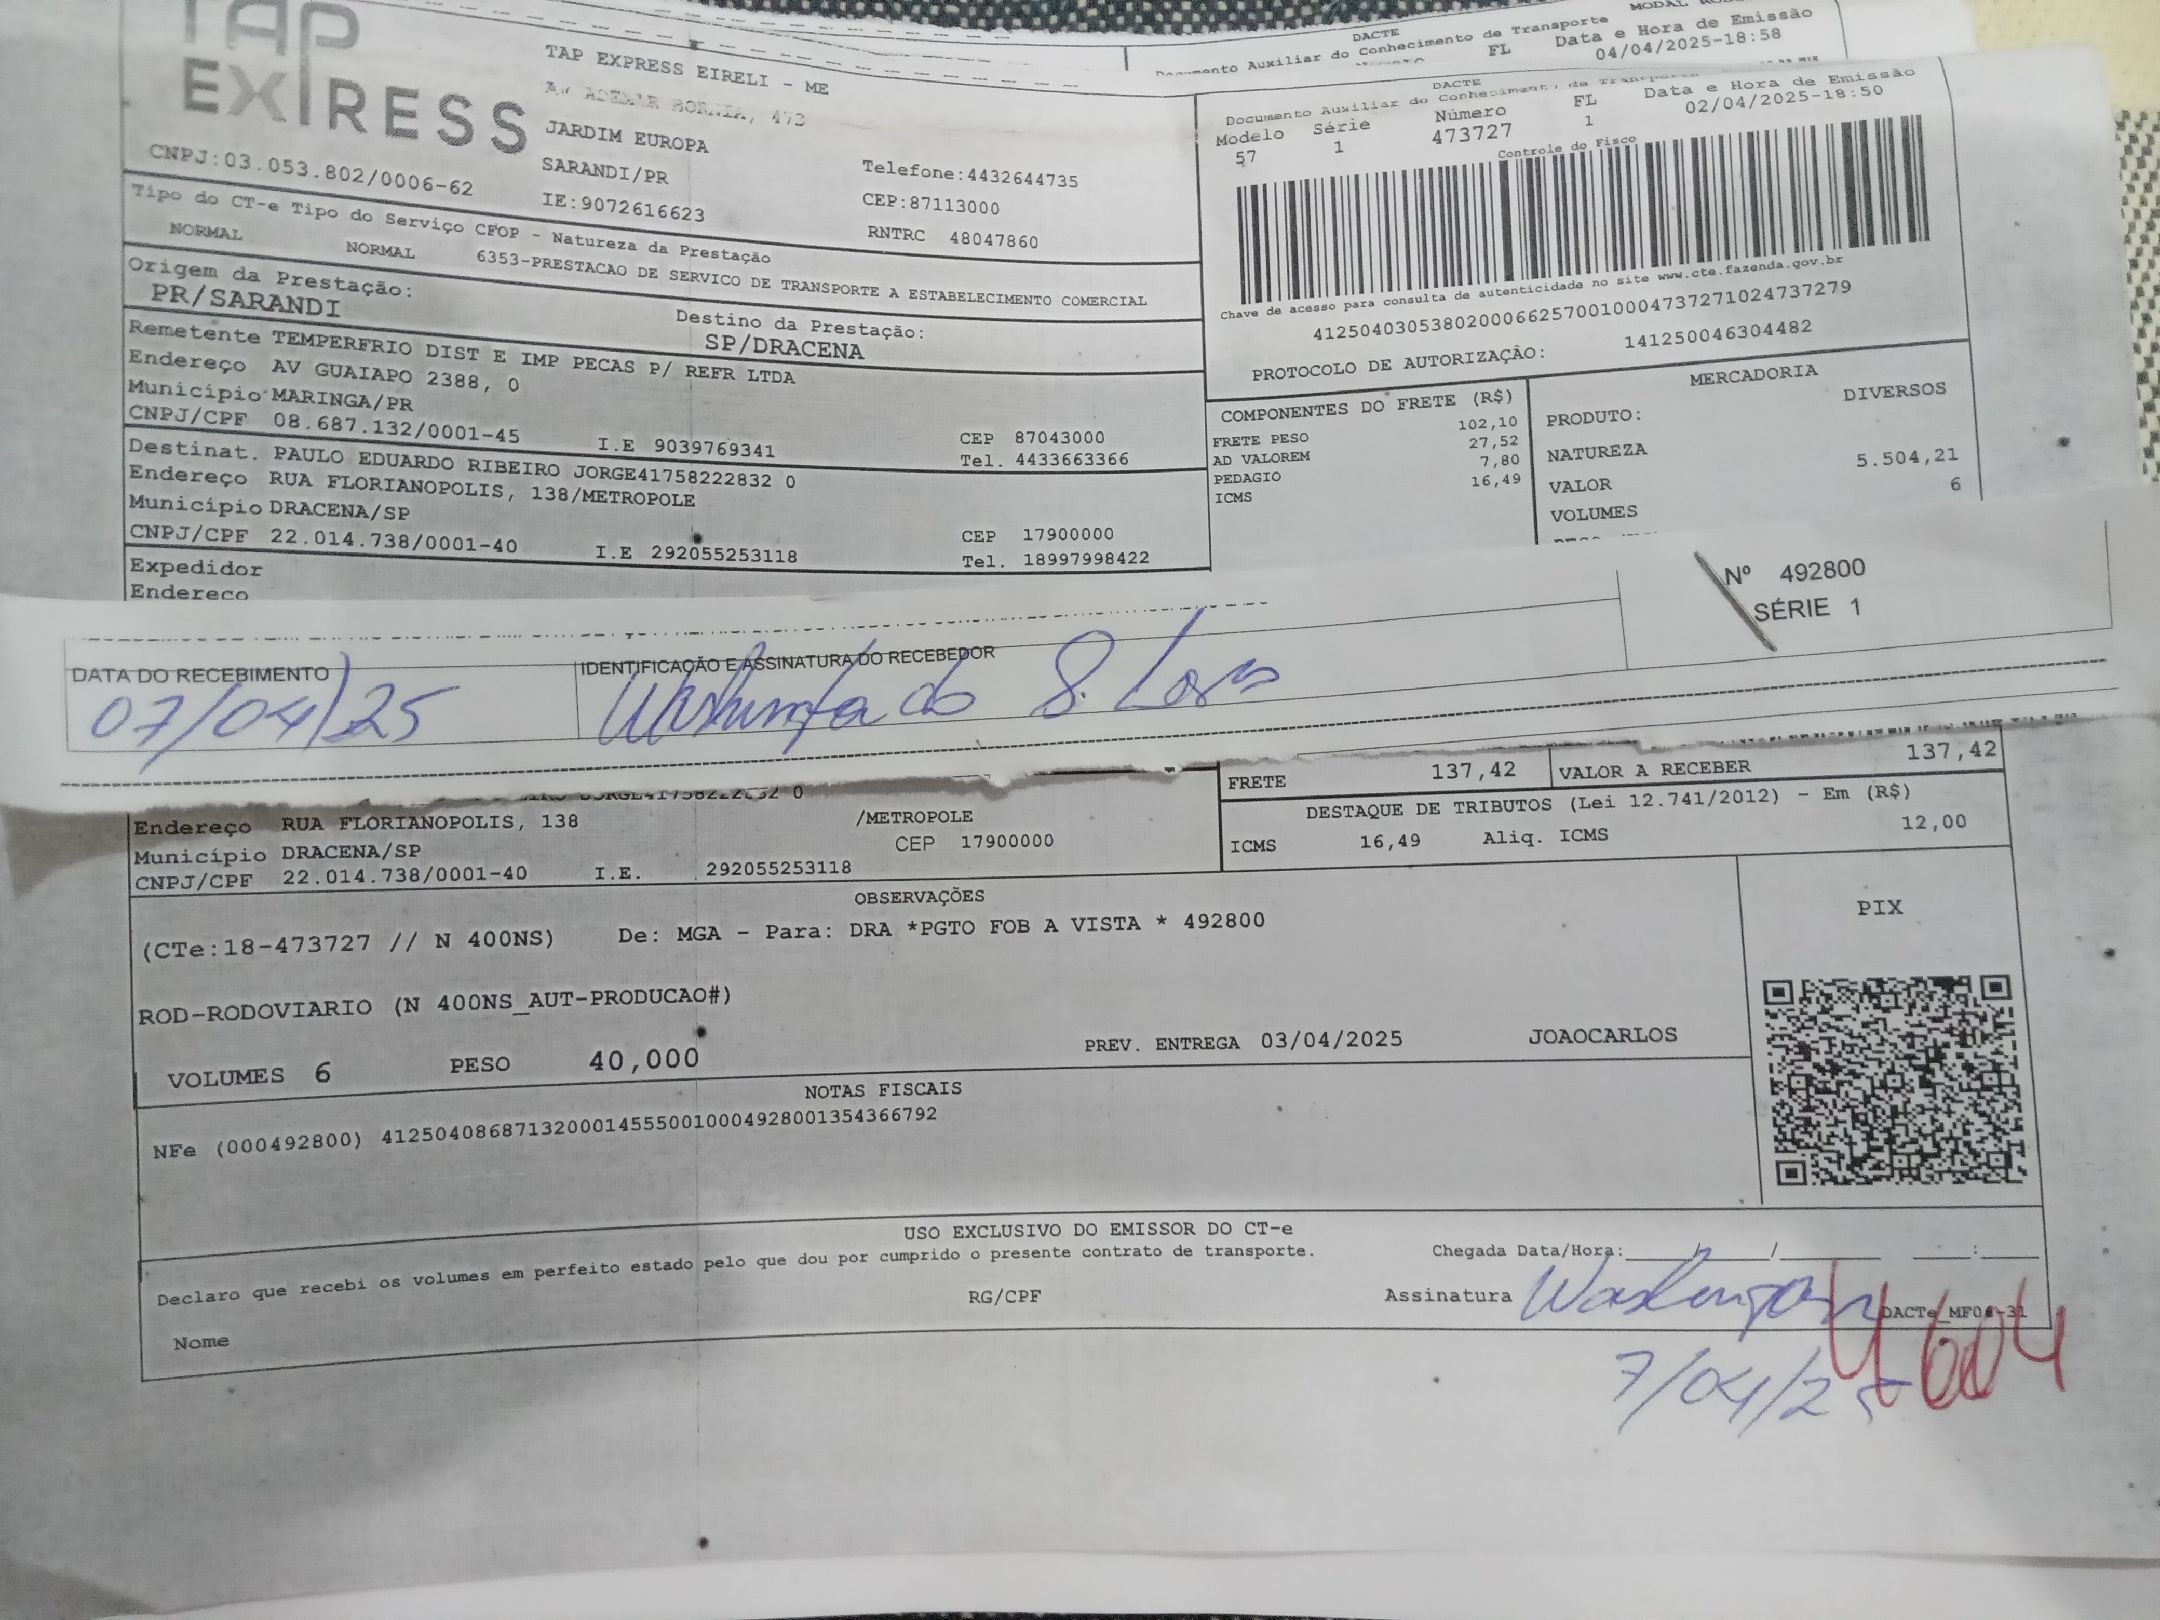 TAP
EXPRESS
TAP EXPRESS EIRELI - ME
AV ADEMAR BORNIA, 473
JARDIM EUROPA
SARANDI/PR
IE:9072616623
CNPJ:03.053.802/0006-62
Telefone:4432644735
CEP:87113000
RNTRC 48047860
DACTE
Documento Auxiliar do Conhecimento de Transporte
FL Data e Hora de Emissão
04/04/2025-18:58
DACTE
Documento Auxiliar do Conhecimento de Transporte
Modelo Série Número FL Data e Hora de Emissão
57 1 473727 1 02/04/2025-18:50
Controle do Fisco
Chave de acesso para consulta de autenticidade no site www.cte.fazenda.gov.br
41250403053802000662570010004737271024737279
PROTOCOLO DE AUTORIZAÇÃO: 141250046304482
Tipo do CT-e Tipo do Serviço CFOP - Natureza da Prestação
NORMAL NORMAL 6353-PRESTACAO DE SERVICO DE TRANSPORTE A ESTABELECIMENTO COMERCIAL
Origem da Prestação: Destino da Prestação:
PR/SARANDI SP/DRACENA
Remetente TEMPERFRIO DIST E IMP PECAS P/ REFR LTDA
Endereço AV GUAIAPO 2388, 0
Município MARINGA/PR CEP 87043000
CNPJ/CPF 08.687.132/0001-45 I.E 9039769341 Tel. 4433663366
Destinat. PAULO EDUARDO RIBEIRO JORGE41758222832 0
Endereço RUA FLORIANOPOLIS, 138/METROPOLE
Município DRACENA/SP CEP 17900000
CNPJ/CPF 22.014.738/0001-40 I.E 292055253118 Tel. 18997998422
Expedidor
Endereço
COMPONENTES DO FRETE (R$)
FRETE PESO 102,10
AD VALOREM 27,52
PEDAGIO 7,80
ICMS 16,49
MERCADORIA
PRODUTO: DIVERSOS
NATUREZA
VALOR 5.504,21
VOLUMES 6
Nº 492800
SÉRIE 1
DATA DO RECEBIMENTO IDENTIFICAÇÃO E ASSINATURA DO RECEBEDOR
07/04/25
JORGE41758222832 0
Endereço RUA FLORIANOPOLIS, 138 /METROPOLE
Município DRACENA/SP CEP 17900000
CNPJ/CPF 22.014.738/0001-40 I.E. 292055253118
FRETE 137,42 VALOR A RECEBER 137,42
DESTAQUE DE TRIBUTOS (Lei 12.741/2012) - Em (R$)
ICMS 16,49 Aliq. ICMS 12,00
OBSERVAÇÕES
(CTe:18-473727 // N 400NS) De: MGA - Para: DRA *PGTO FOB A VISTA * 492800
PIX
ROD-RODOVIARIO (N 400NS_AUT-PRODUCAO#)
PREV. ENTREGA 03/04/2025 JOAOCARLOS
VOLUMES 6 PESO 40,000
NOTAS FISCAIS
NFe (000492800) 41250408687132000145550010004928001354366792
USO EXCLUSIVO DO EMISSOR DO CT-e
Declaro que recebi os volumes em perfeito estado pelo que dou por cumprido o presente contrato de transporte.
Chegada Data/Hora:____/____/____ ___:___
Nome RG/CPF Assinatura Washington
7/04/25